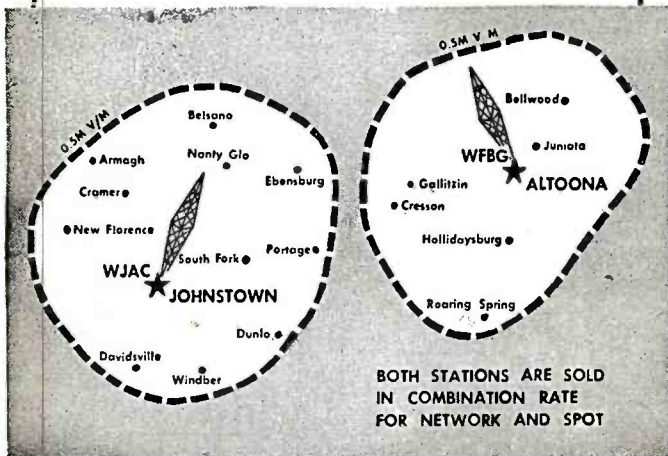 0.5M V/M
Belsano
Armagh
Nanty Glo
Ebensburg
Cramer
New Florence
South Fork
Portage
WJAC
JOHNSTOWN
Dunlo
Davidsville
Windber
0.5M V M
Bellwood
WFBG
Juniata
ALTOONA
Gallitzin
Cresson
Hollidaysburg
Roaring Spring
BOTH STATIONS ARE SOLD
IN COMBINATION RATE
FOR NETWORK AND SPOT